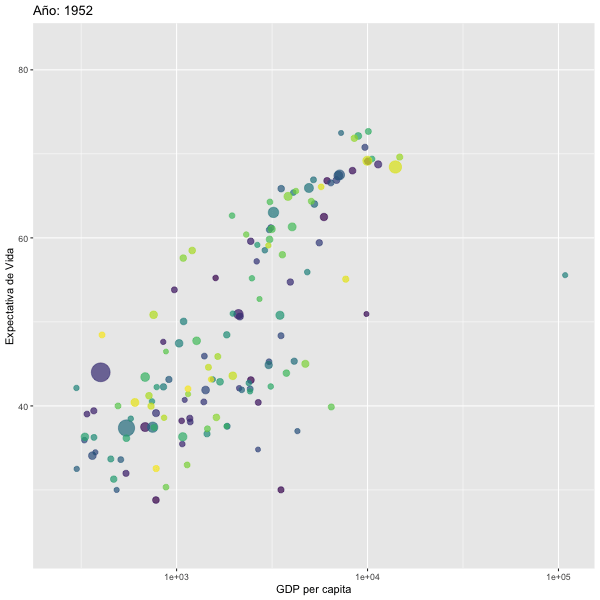 Año: 1952
80
60
40
Expectativa de Vida
1e+03
1e+04
1e+05
GDP per capita